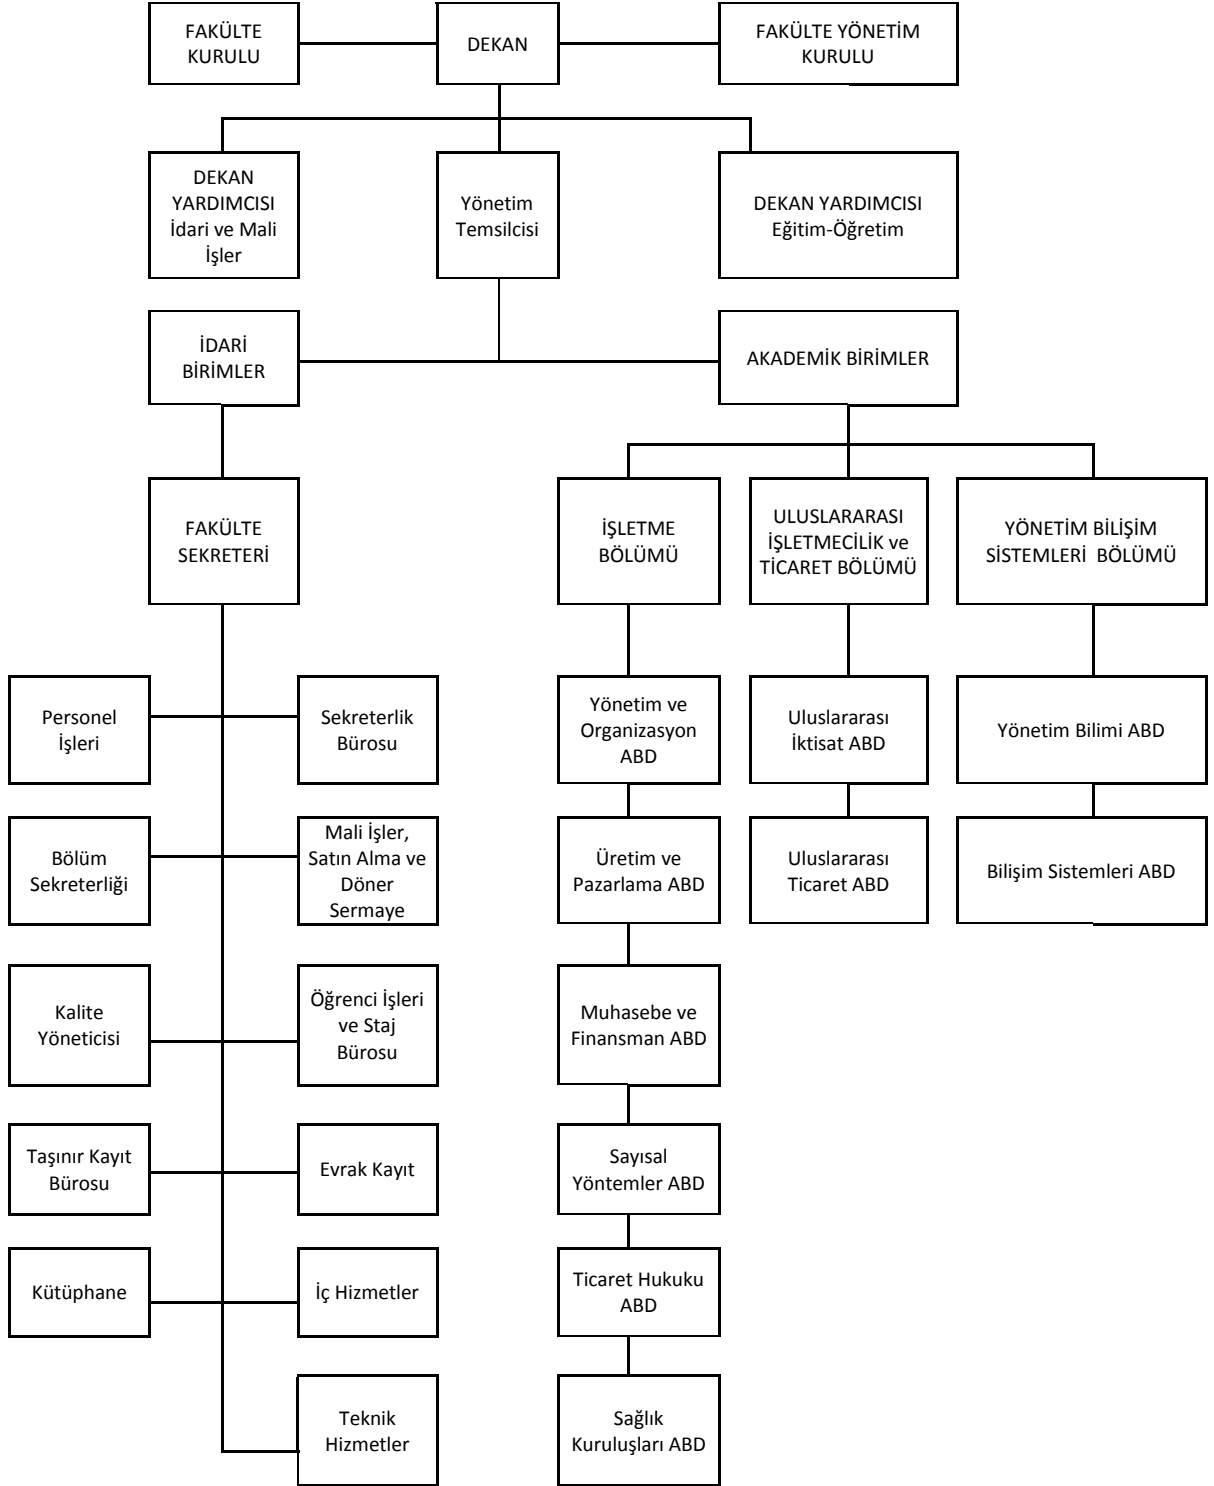 FAKÜLTE
KURULU
DEKAN
FAKÜLTE YÖNETİM
KURULU
DEKAN
YARDIMCISI
İdari ve Mali
İşler
Yönetim
Temsilcisi
DEKAN YARDIMCISI
Eğitim-Öğretim
İDARİ
BİRİMLER
AKADEMİK BİRİMLER
FAKÜLTE
SEKRETERİ
İŞLETME
BÖLÜMÜ
ULUSLARARASI
İŞLETMECİLİK ve
TİCARET BÖLÜMÜ
YÖNETİM BİLİŞİM
SİSTEMLERİ BÖLÜMÜ
Personel
İşleri
Sekreterlik
Bürosu
Yönetim ve
Organizasyon
ABD
Uluslararası
İktisat ABD
Yönetim Bilimi ABD
Bölüm
Sekreterliği
Mali İşler,
Satın Alma ve
Döner
Sermaye
Üretim ve
Pazarlama ABD
Uluslararası
Ticaret ABD
Bilişim Sistemleri ABD
Kalite
Yöneticisi
Öğrenci İşleri
ve Staj
Bürosu
Muhasebe ve
Finansman ABD
Taşınır Kayıt
Bürosu
Evrak Kayıt
Sayısal
Yöntemler ABD
Kütüphane
İç Hizmetler
Ticaret Hukuku
ABD
Teknik
Hizmetler
Sağlık
Kuruluşları ABD